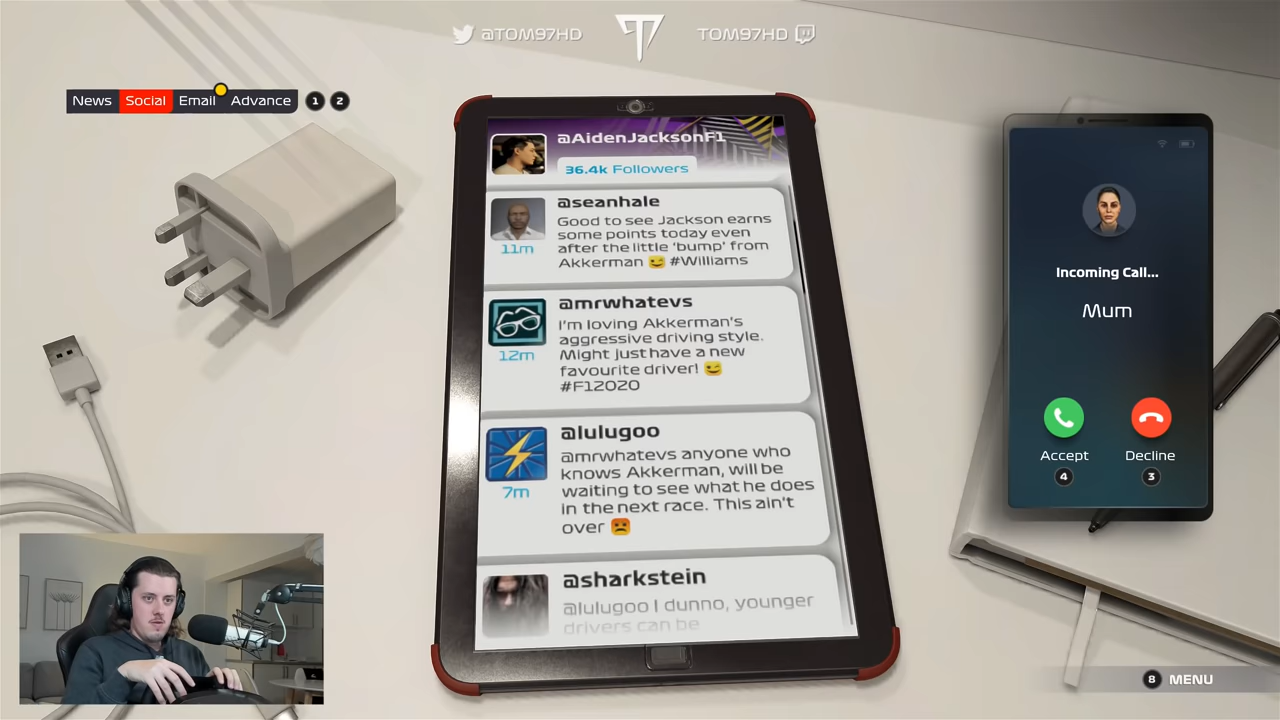 @TOM97HD
TOM97HD
News Social Email Advance 1 2
@AidenJacksonF1
36.4k Followers
@seanhale
11m
Good to see Jackson earns
some points today even
after the little 'bump' from
Akkerman 😉 #Williams
@mrwhatevs
12m
I'm loving Akkerman's
aggressive driving style.
Might just have a new
favourite driver! 😉
#F12020
@lulugoo
7m
@mrwhatevs anyone who
knows Akkerman, will be
waiting to see what he does
in the next race. This ain't
over 😡
@sharkstein
@lulugoo I dunno, younger
drivers can be
Incoming Call...
Mum
Accept
Decline
4
3
8 MENU